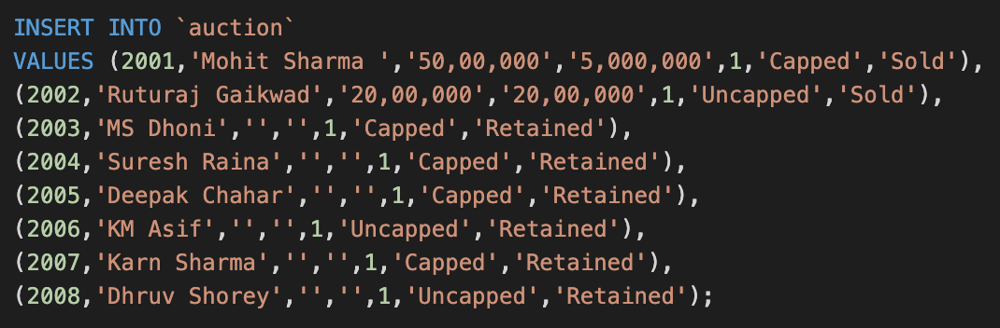 INSERT INTO `auction`
VALUES (2001,'Mohit Sharma ','50,00,000','5,000,000',1,'Capped','Sold'),
(2002,'Ruturaj Gaikwad','20,00,000','20,00,000',1,'Uncapped','Sold'),
(2003,'MS Dhoni','','',1,'Capped','Retained'),
(2004,'Suresh Raina','','',1,'Capped','Retained'),
(2005,'Deepak Chahar','','',1,'Capped','Retained'),
(2006,'KM Asif','','',1,'Uncapped','Retained'),
(2007,'Karn Sharma','','',1,'Capped','Retained'),
(2008,'Dhruv Shorey','','',1,'Uncapped','Retained');